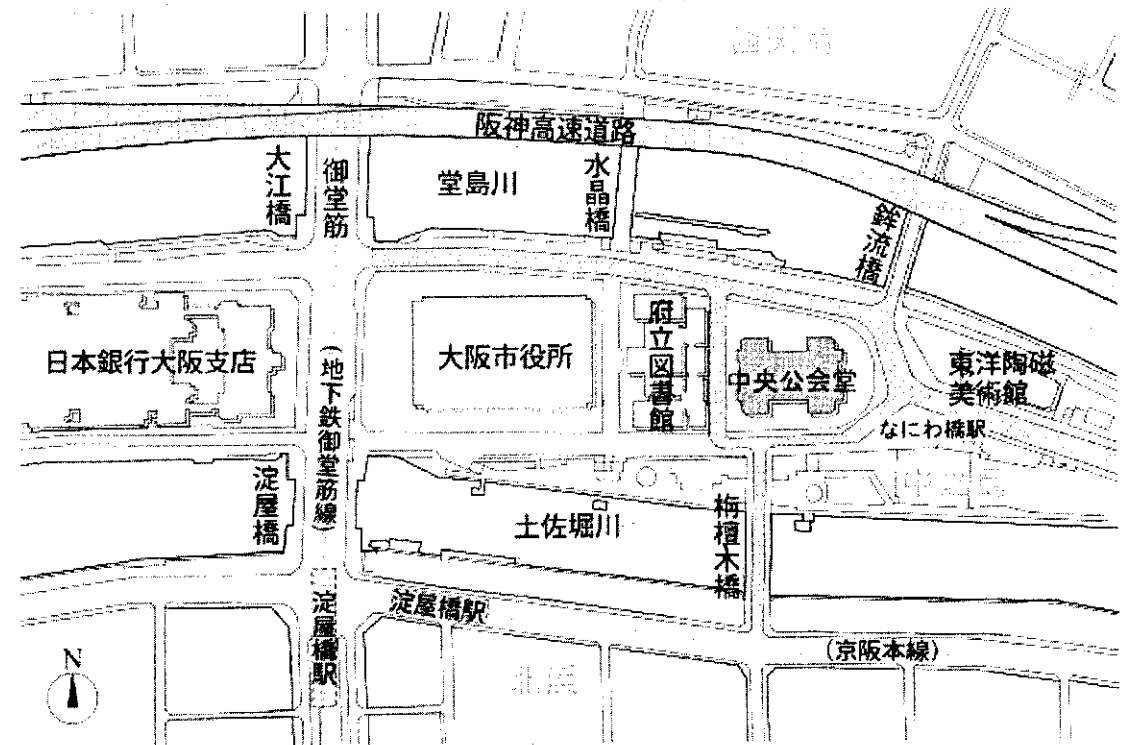 阪神高速道路
大江橋
御堂筋
堂島川
水晶橋
鉾流橋
日本銀行大阪支店
(地下鉄御堂筋線)
大阪市役所
府立図書館
中央公会堂
東洋陶磁
美術館
なにわ橋駅
淀屋橋
土佐堀川
栴檀木橋
淀屋橋駅
淀屋橋駅
(京阪本線)
北浜
N